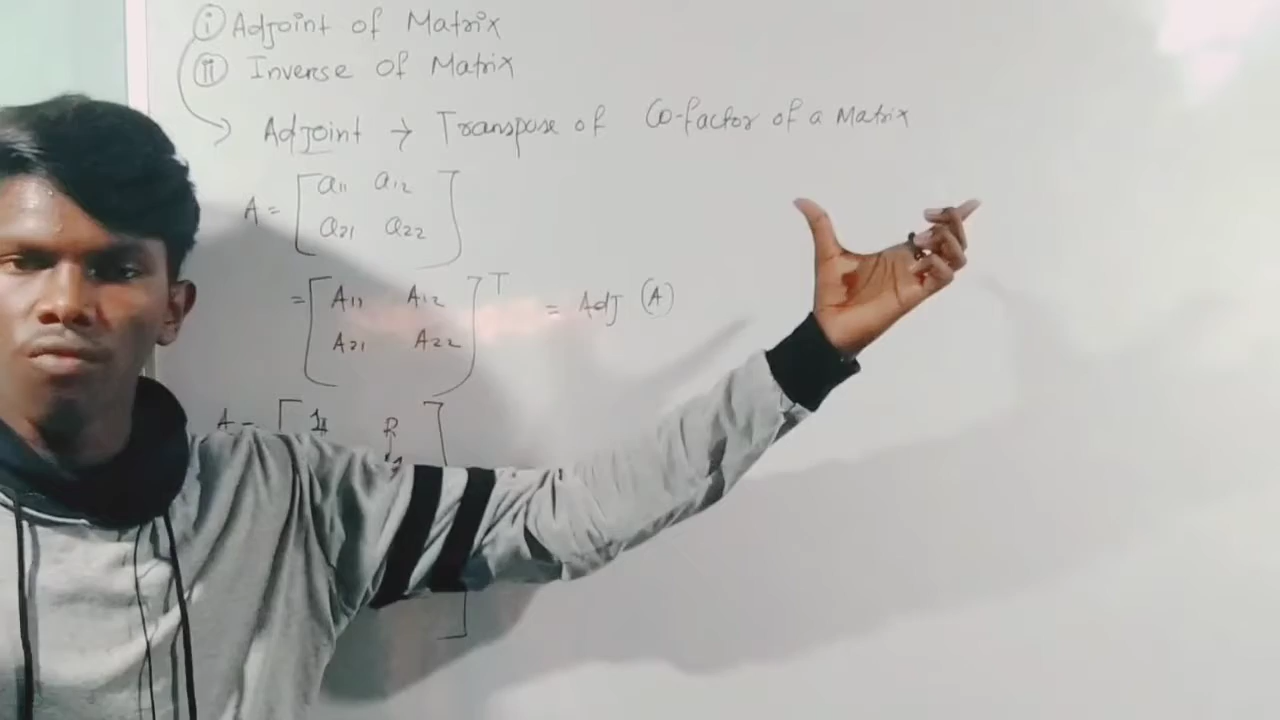 (i) Adjoint of Matrix
(ii) Inverse of Matrix
Adjoint → Transpose of Co-factor of a Matrix
A = [ a11 a12
a21 a22 ]
= [ A11 A12
A21 A22 ] T = Adj (A)
A = [